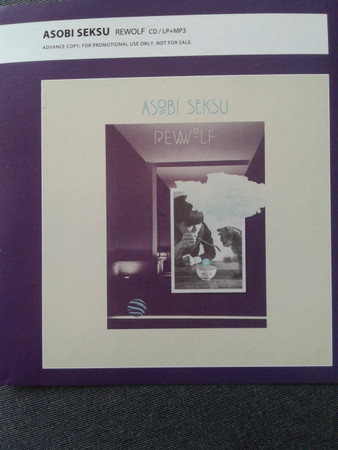 ASOBI SEKSU REWOLF CD / LP+MP3
ADVANCE COPY, FOR PROMOTIONAL USE ONLY. NOT FOR SALE.
ASOBI SEKSU
REWOLF